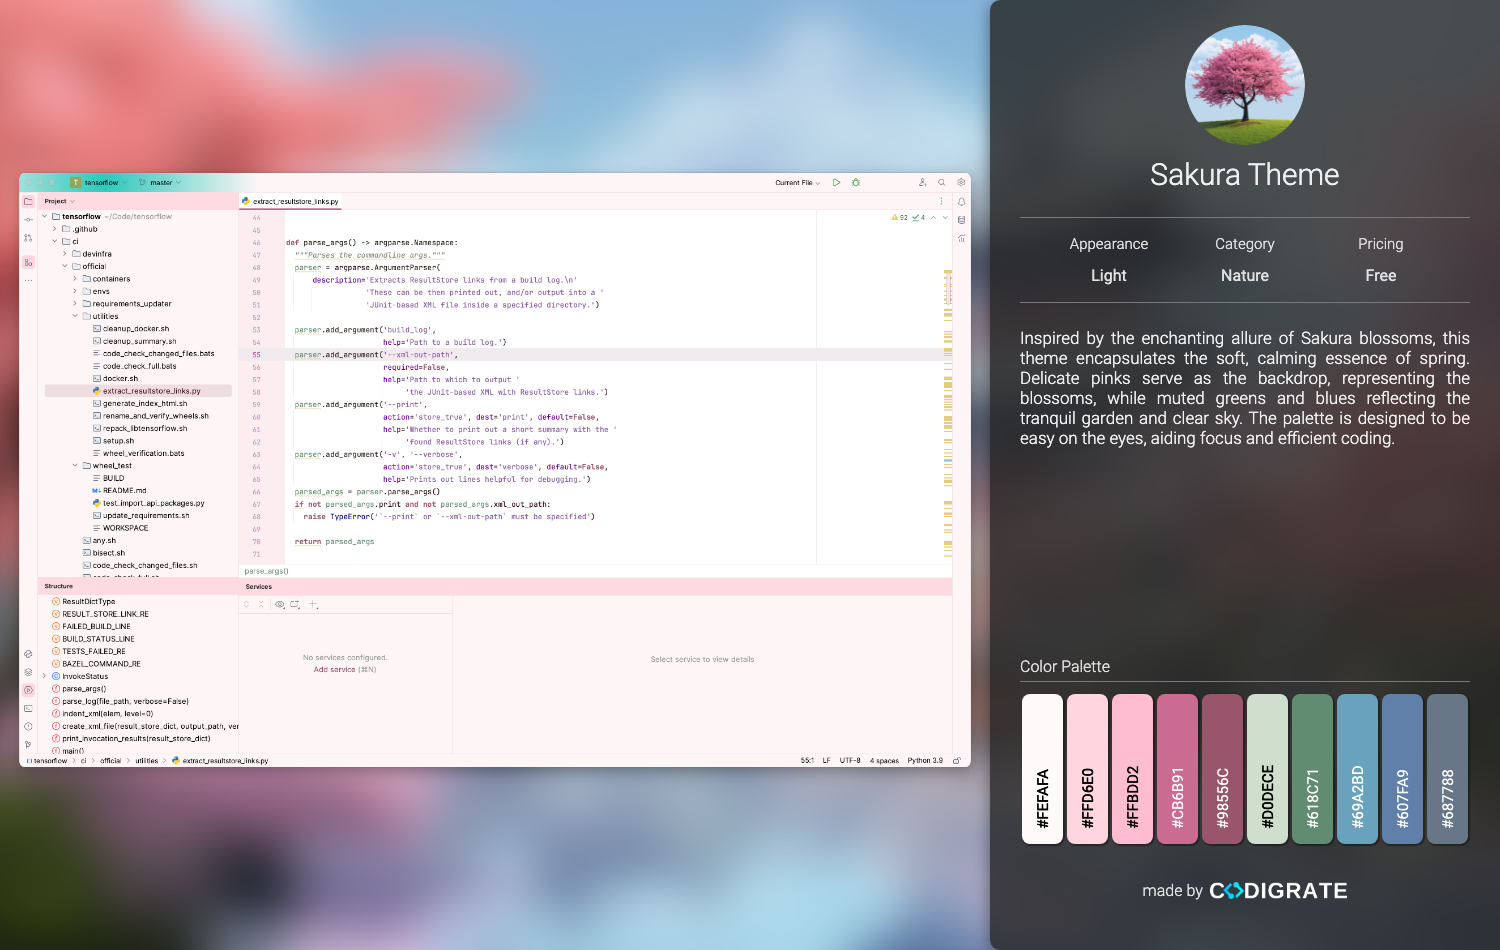 T tensorflow
master
Current File
Project
tensorflow ~/Code/tensorflow
.github
ci
devinfra
official
containers
envs
requirements_updater
utilities
cleanup_docker.sh
cleanup_summary.sh
code_check_changed_files.bats
code_check_full.bats
docker.sh
extract_resultstore_links.py
generate_index_html.sh
rename_and_verify_wheels.sh
repack_libtensorflow.sh
setup.sh
wheel_verification.bats
wheel_test
BUILD
README.md
test_import_api_packages.py
update_requirements.sh
WORKSPACE
any.sh
bisect.sh
code_check_changed_files.sh
code_check_full.sh
extract_resultstore_links.py
92 4
44
45
46 def parse_args() -> argparse.Namespace:
47 """Parses the commandline args."""
48 parser = argparse.ArgumentParser(
49 description='Extracts ResultStore links from a build log.\n'
50 'These can be then printed out, and/or output into a '
51 'JUnit-based XML file inside a specified directory.')
52
53 parser.add_argument('build_log',
54 help='Path to a build log.')
55 parser.add_argument('--xml-out-path',
56 required=False,
57 help='Path to which to output '
58 'the JUnit-based XML with ResultStore links.')
59 parser.add_argument('--print',
60 action='store_true', dest='print', default=False,
61 help='Whether to print out a short summary with the '
62 'found ResultStore links (if any).')
63 parser.add_argument('-v', '--verbose',
64 action='store_true', dest='verbose', default=False,
65 help='Prints out lines helpful for debugging.')
66 parsed_args = parser.parse_args()
67 if not parsed_args.print and not parsed_args.xml_out_path:
68 raise TypeError('`--print` or `--xml-out-path` must be specified')
69
70 return parsed_args
71
parse_args()
Structure
ResultDictType
RESULT_STORE_LINK_RE
FAILED_BUILD_LINE
BUILD_STATUS_LINE
TESTS_FAILED_RE
BAZEL_COMMAND_RE
InvokeStatus
parse_args()
parse_log(file_path, verbose=False)
indent_xml(elem, level=0)
create_xml_file(result_store_dict, output_path, ver
print_invocation_results(result_store_dict)
main()
Services
No services configured.
Add service (⌘N)
Select service to view details
tensorflow > ci > official > utilities > extract_resultstore_links.py
55:1 LF UTF-8 4 spaces Python 3.9
Sakura Theme
Appearance Category Pricing
Light Nature Free
Inspired by the enchanting allure of Sakura blossoms, this
theme encapsulates the soft, calming essence of spring.
Delicate pinks serve as the backdrop, representing the
blossoms, while muted greens and blues reflecting the
tranquil garden and clear sky. The palette is designed to be
easy on the eyes, aiding focus and efficient coding.
Color Palette
#FEFAFA
#FFD6E0
#FFBDD2
#CB6B91
#98556C
#D0DECE
#618C71
#69A2BD
#607FA9
#687788
made by CODIGRATE